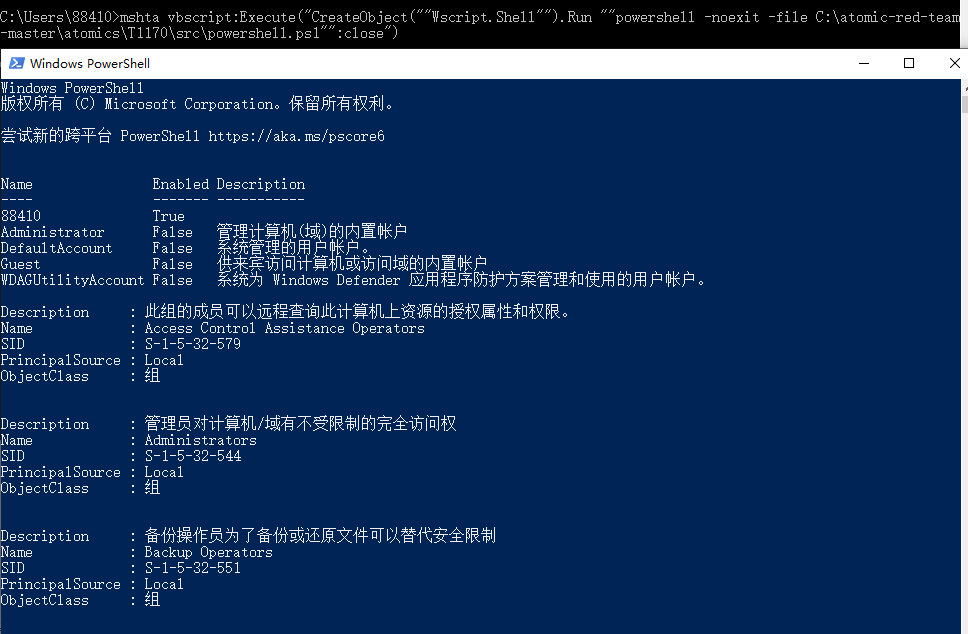 C:\Users\88410>mshta vbscript:Execute("CreateObject(""Wscript.Shell"").Run ""powershell -noexit -file C:\atomic-red-team
-master\atomics\T1170\src\powershell.ps1"":close")
Windows PowerShell
Windows PowerShell
版权所有 (C) Microsoft Corporation。保留所有权利。
尝试新的跨平台 PowerShell https://aka.ms/pscore6
Name Enabled Description
---- ------- -----------
88410 True
Administrator False 管理计算机(域)的内置帐户
DefaultAccount False 系统管理的用户帐户。
Guest False 供来宾访问计算机或访问域的内置帐户
WDAGUtilityAccount False 系统为 Windows Defender 应用程序防护方案管理和使用的用户帐户。
Description : 此组的成员可以远程查询此计算机上资源的授权属性和权限。
Name : Access Control Assistance Operators
SID : S-1-5-32-579
PrincipalSource : Local
ObjectClass : 组
Description : 管理员对计算机/域有不受限制的完全访问权
Name : Administrators
SID : S-1-5-32-544
PrincipalSource : Local
ObjectClass : 组
Description : 备份操作员为了备份或还原文件可以替代安全限制
Name : Backup Operators
SID : S-1-5-32-551
PrincipalSource : Local
ObjectClass : 组